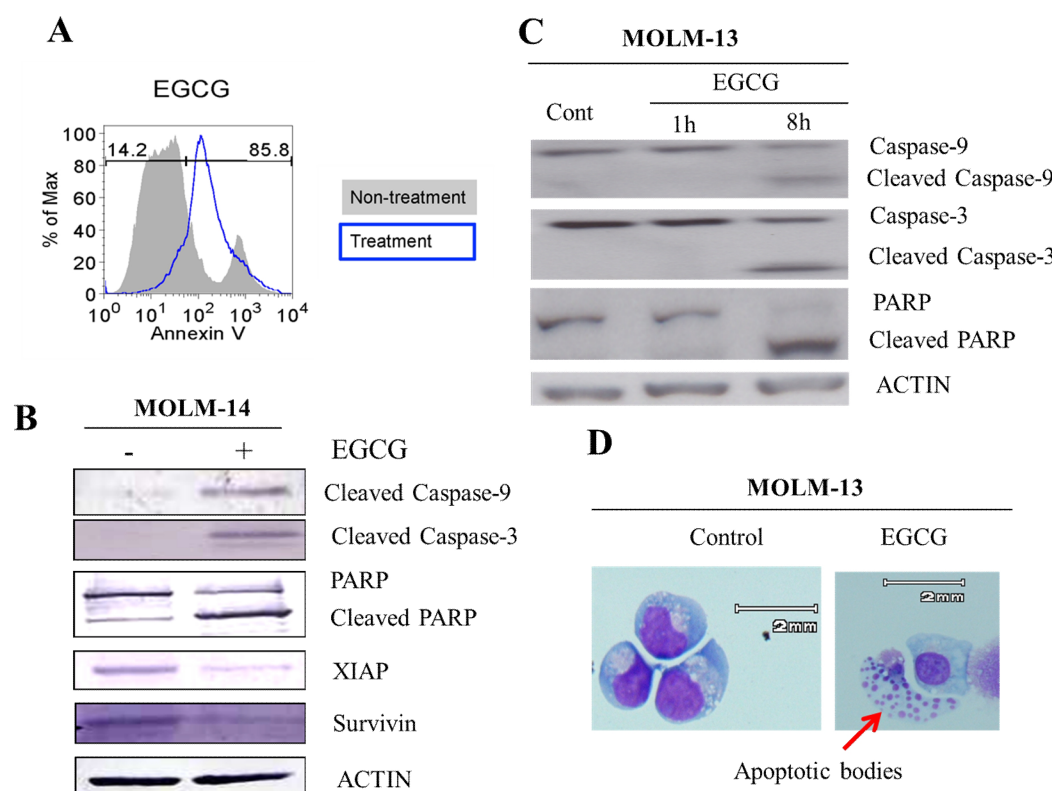 A
EGCG
14.2 85.8
100
80
60
40
20
0
% of Max
10⁰ 10¹ 10² 10³ 10⁴
Annexin V
Non-treatment
Treatment
B
MOLM-14
- + EGCG
Cleaved Caspase-9
Cleaved Caspase-3
PARP
Cleaved PARP
XIAP
Survivin
ACTIN
C
MOLM-13
EGCG
Cont 1h 8h
Caspase-9
Cleaved Caspase-9
Caspase-3
Cleaved Caspase-3
PARP
Cleaved PARP
ACTIN
D
MOLM-13
Control EGCG
2mm
2mm
Apoptotic bodies